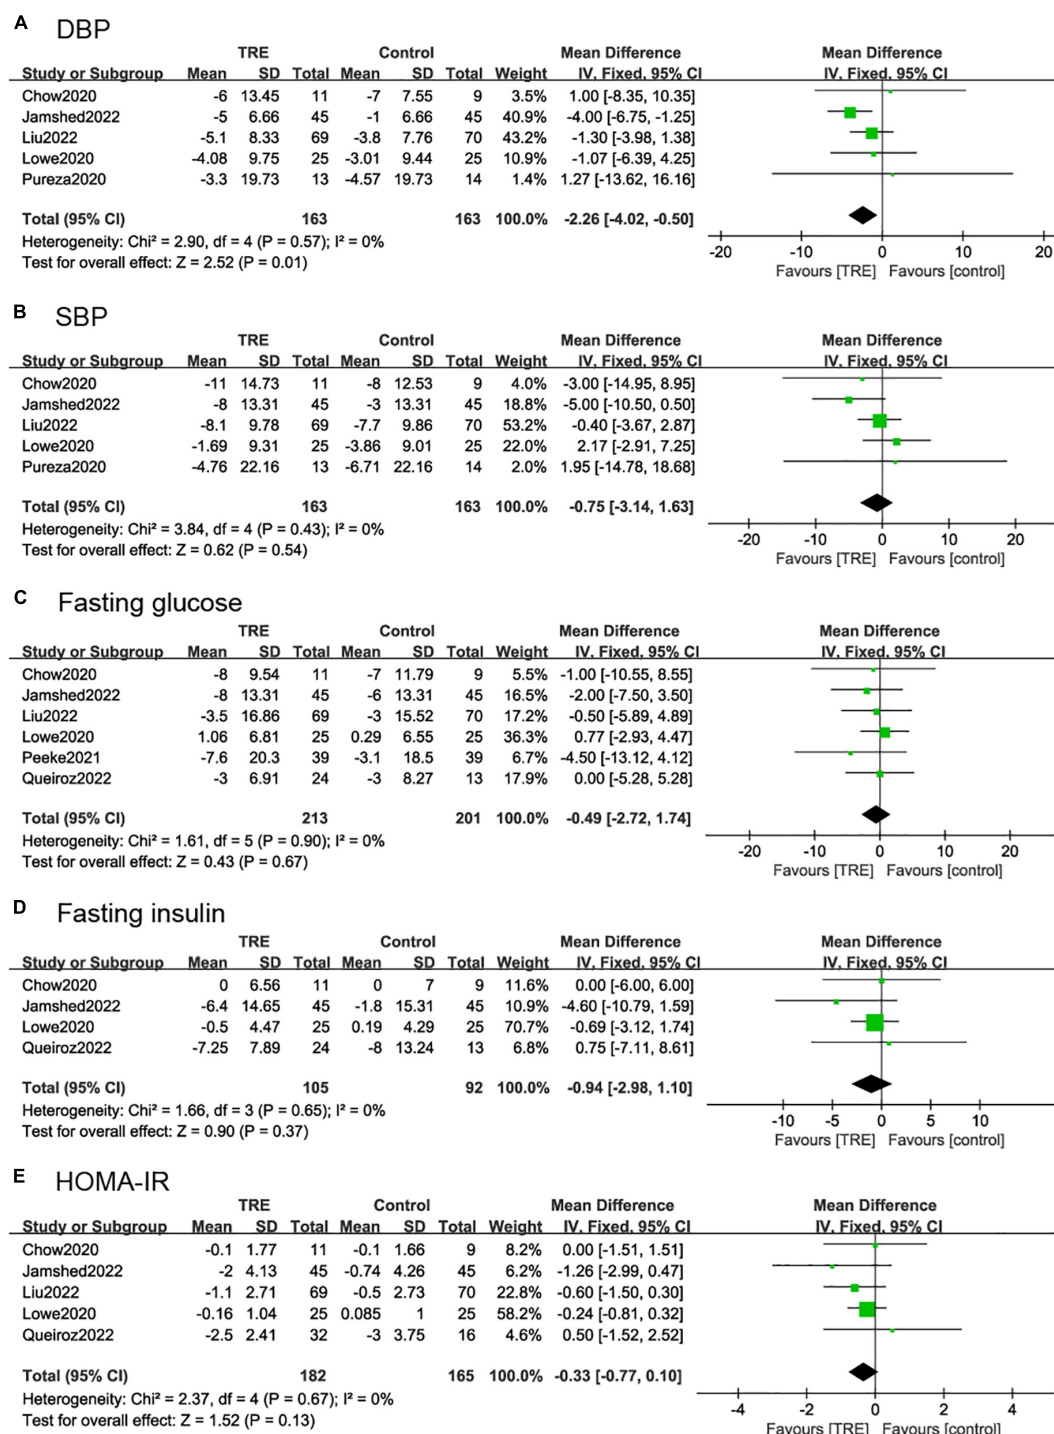 A DBP
TRE Control Mean Difference Mean Difference
Study or Subgroup Mean SD Total Mean SD Total Weight IV, Fixed, 95% CI IV, Fixed, 95% CI
Chow2020 -6 13.45 11 -7 7.55 9 3.5% 1.00 [-8.35, 10.35]
Jamshed2022 -5 6.66 45 -1 6.66 45 40.9% -4.00 [-6.75, -1.25]
Liu2022 -5.1 8.33 69 -3.8 7.76 70 43.2% -1.30 [-3.98, 1.38]
Lowe2020 -4.08 9.75 25 -3.01 9.44 25 10.9% -1.07 [-6.39, 4.25]
Pureza2020 -3.3 19.73 13 -4.57 19.73 14 1.4% 1.27 [-13.62, 16.16]
Total (95% CI) 163 163 100.0% -2.26 [-4.02, -0.50]
Heterogeneity: Chi² = 2.90, df = 4 (P = 0.57); I² = 0%
Test for overall effect: Z = 2.52 (P = 0.01)
-20 -10 0 10 20
Favours [TRE] Favours [control]
B SBP
TRE Control Mean Difference Mean Difference
Study or Subgroup Mean SD Total Mean SD Total Weight IV, Fixed, 95% CI IV, Fixed, 95% CI
Chow2020 -11 14.73 11 -8 12.53 9 4.0% -3.00 [-14.95, 8.95]
Jamshed2022 -8 13.31 45 -3 13.31 45 18.8% -5.00 [-10.50, 0.50]
Liu2022 -8.1 9.78 69 -7.7 9.86 70 53.2% -0.40 [-3.67, 2.87]
Lowe2020 -1.69 9.31 25 -3.86 9.01 25 22.0% 2.17 [-2.91, 7.25]
Pureza2020 -4.76 22.16 13 -6.71 22.16 14 2.0% 1.95 [-14.78, 18.68]
Total (95% CI) 163 163 100.0% -0.75 [-3.14, 1.63]
Heterogeneity: Chi² = 3.84, df = 4 (P = 0.43); I² = 0%
Test for overall effect: Z = 0.62 (P = 0.54)
-20 -10 0 10 20
Favours [TRE] Favours [control]
C Fasting glucose
TRE Control Mean Difference Mean Difference
Study or Subgroup Mean SD Total Mean SD Total Weight IV, Fixed, 95% CI IV, Fixed, 95% CI
Chow2020 -8 9.54 11 -7 11.79 9 5.5% -1.00 [-10.55, 8.55]
Jamshed2022 -8 13.31 45 -6 13.31 45 16.5% -2.00 [-7.50, 3.50]
Liu2022 -3.5 16.86 69 -3 15.52 70 17.2% -0.50 [-5.89, 4.89]
Lowe2020 1.06 6.81 25 0.29 6.55 25 36.3% 0.77 [-2.93, 4.47]
Peeke2021 -7.6 20.3 39 -3.1 18.5 39 6.7% -4.50 [-13.12, 4.12]
Queiroz2022 -3 6.91 24 -3 8.27 13 17.9% 0.00 [-5.28, 5.28]
Total (95% CI) 213 201 100.0% -0.49 [-2.72, 1.74]
Heterogeneity: Chi² = 1.61, df = 5 (P = 0.90); I² = 0%
Test for overall effect: Z = 0.43 (P = 0.67)
-20 -10 0 10 20
Favours [TRE] Favours [control]
D Fasting insulin
TRE Control Mean Difference Mean Difference
Study or Subgroup Mean SD Total Mean SD Total Weight IV, Fixed, 95% CI IV, Fixed, 95% CI
Chow2020 0 6.56 11 0 7 9 11.6% 0.00 [-6.00, 6.00]
Jamshed2022 -6.4 14.65 45 -1.8 15.31 45 10.9% -4.60 [-10.79, 1.59]
Lowe2020 -0.5 4.47 25 0.19 4.29 25 70.7% -0.69 [-3.12, 1.74]
Queiroz2022 -7.25 7.89 24 -8 13.24 13 6.8% 0.75 [-7.11, 8.61]
Total (95% CI) 105 92 100.0% -0.94 [-2.98, 1.10]
Heterogeneity: Chi² = 1.66, df = 3 (P = 0.65); I² = 0%
Test for overall effect: Z = 0.90 (P = 0.37)
-10 -5 0 5 10
Favours [TRE] Favours [control]
E HOMA-IR
TRE Control Mean Difference Mean Difference
Study or Subgroup Mean SD Total Mean SD Total Weight IV, Fixed, 95% CI IV, Fixed, 95% CI
Chow2020 -0.1 1.77 11 -0.1 1.66 9 8.2% 0.00 [-1.51, 1.51]
Jamshed2022 -2 4.13 45 -0.74 4.26 45 6.2% -1.26 [-2.99, 0.47]
Liu2022 -1.1 2.71 69 -0.5 2.73 70 22.8% -0.60 [-1.50, 0.30]
Lowe2020 -0.16 1.04 25 0.085 1 25 58.2% -0.24 [-0.81, 0.32]
Queiroz2022 -2.5 2.41 32 -3 3.75 16 4.6% 0.50 [-1.52, 2.52]
Total (95% CI) 182 165 100.0% -0.33 [-0.77, 0.10]
Heterogeneity: Chi² = 2.37, df = 4 (P = 0.67); I² = 0%
Test for overall effect: Z = 1.52 (P = 0.13)
-4 -2 0 2 4
Favours [TRE] Favours [control]